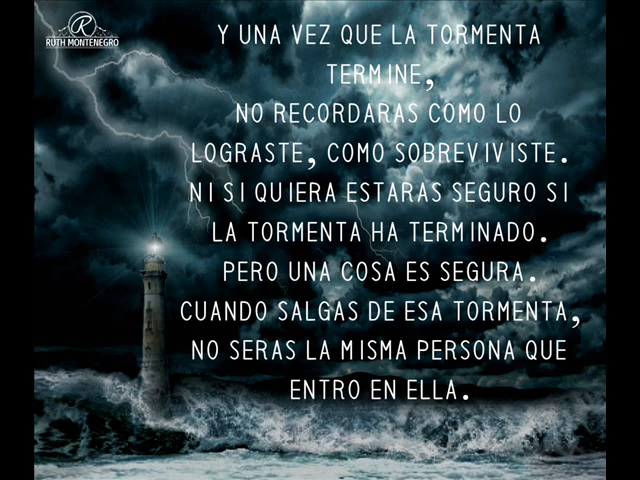 R
RUTH MONTENEGRO
Y UNA VEZ QUE LA TORMENTA
TERMINE,
NO RECORDARAS COMO LO
LOGRASTE, COMO SOBREVIVISTE.
NI SI QUIERA ESTARAS SEGURO SI
LA TORMENTA HA TERMINADO.
PERO UNA COSA ES SEGURA.
CUANDO SALGAS DE ESA TORMENTA,
NO SERAS LA MISMA PERSONA QUE
ENTRO EN ELLA.